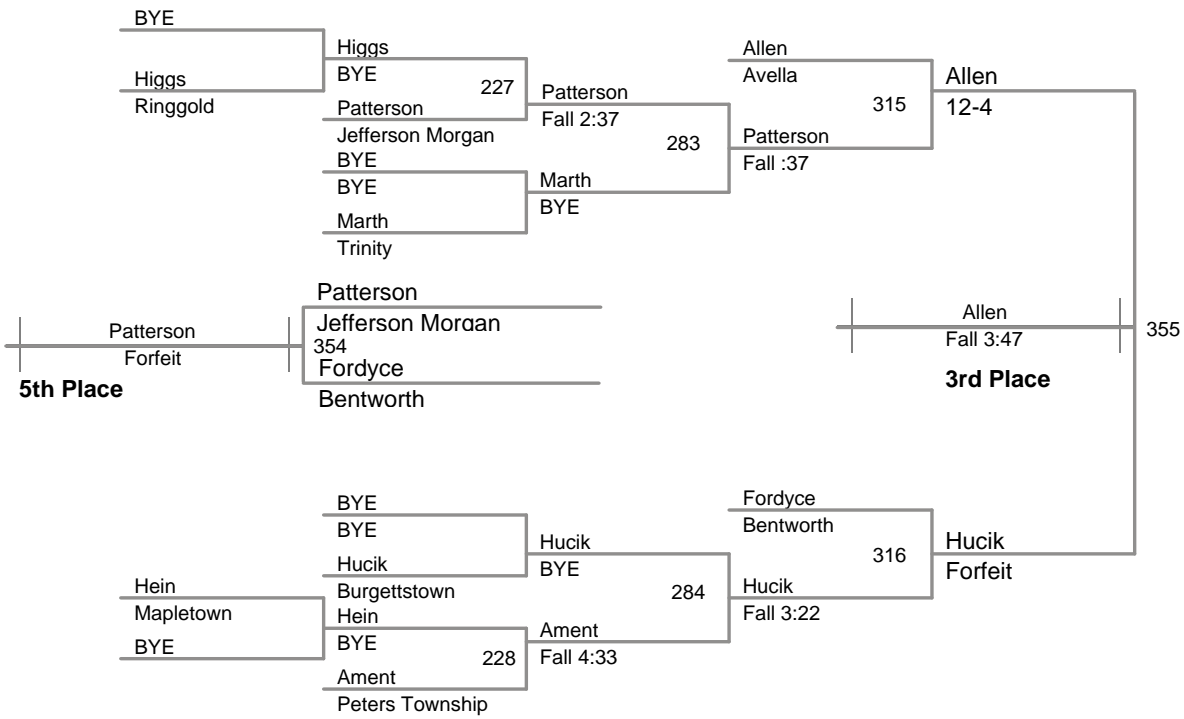 BYE
Higgs
Ringgold
Higgs
BYE
227
Patterson
Jefferson Morgan
BYE
BYE
Marth
Trinity
Patterson
Fall 2:37
283
Marth
BYE
Allen
Avella
315
Patterson
Fall :37
Allen
12-4
Patterson
Forfeit
5th Place
Patterson
Jefferson Morgan
354
Fordyce
Bentworth
Allen
Fall 3:47
3rd Place
355
BYE
BYE
Hucik
Burgettstown
Hein
Mapletown
BYE
Hein
BYE
228
Ament
Peters Township
Hucik
BYE
284
Ament
Fall 4:33
Fordyce
Bentworth
316
Hucik
Fall 3:22
Hucik
Forfeit